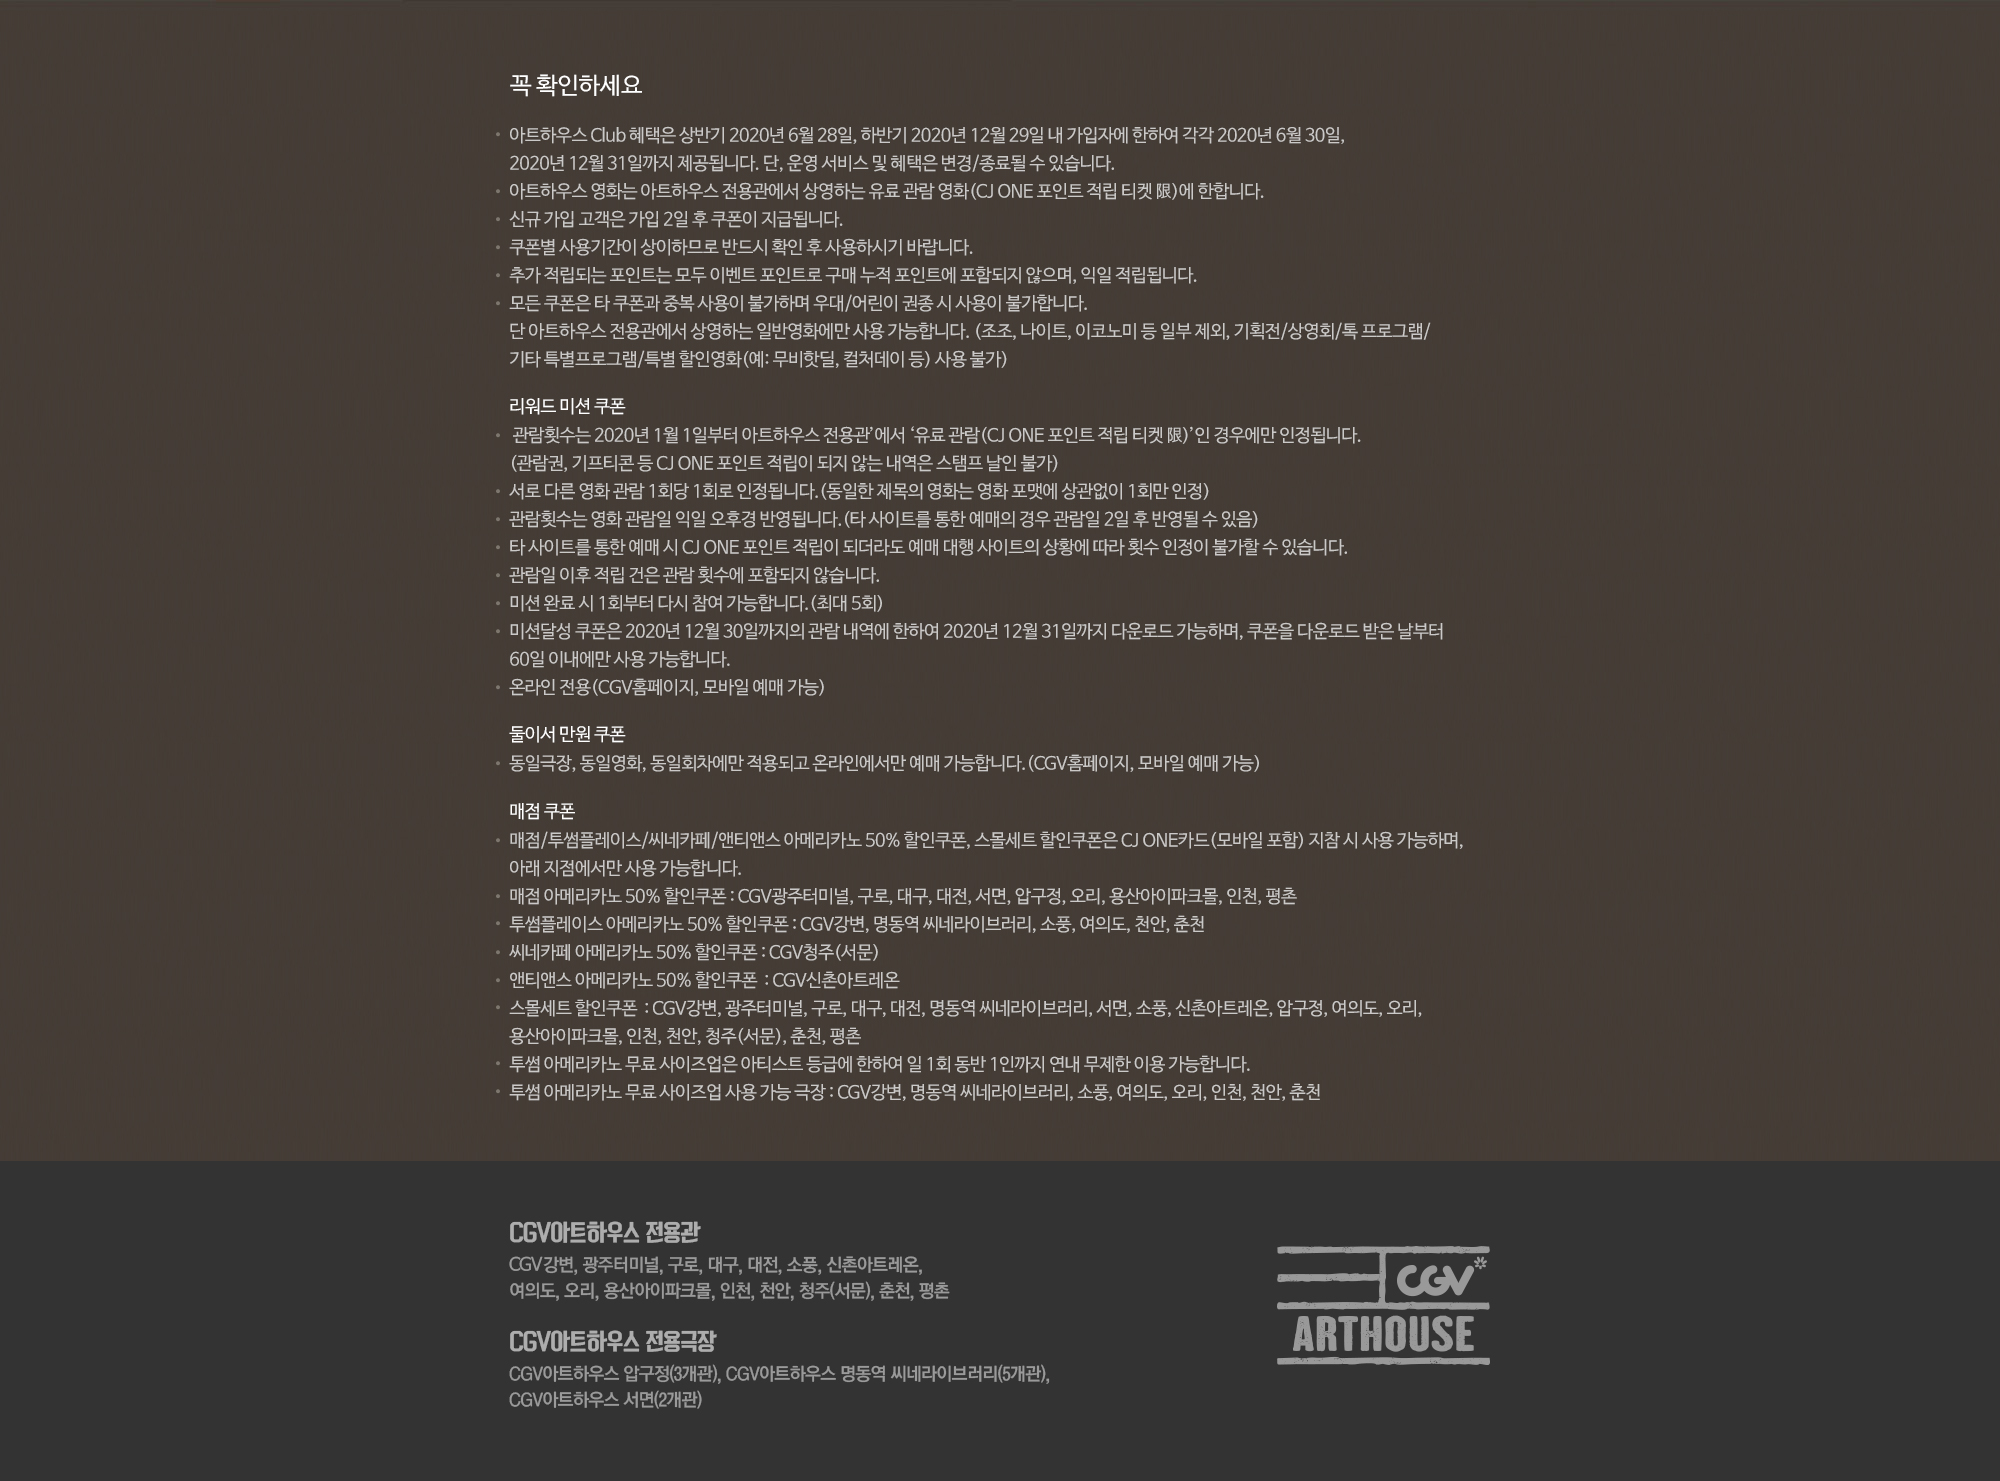 꼭 확인하세요
• 아트하우스 Club 혜택은 상반기 2020년 6월 28일, 하반기 2020년 12월 29일 내 가입자에 한하여 각각 2020년 6월 30일,
2020년 12월 31일까지 제공됩니다. 단, 운영 서비스 및 혜택은 변경/종료될 수 있습니다.
• 아트하우스 영화는 아트하우스 전용관에서 상영하는 유료 관람 영화(CJ ONE 포인트 적립 티켓 限)에 한합니다.
• 신규 가입 고객은 가입 2일 후 쿠폰이 지급됩니다.
• 쿠폰별 사용기간이 상이하므로 반드시 확인 후 사용하시기 바랍니다.
• 추가 적립되는 포인트는 모두 이벤트 포인트로 구매 누적 포인트에 포함되지 않으며, 익일 적립됩니다.
• 모든 쿠폰은 타 쿠폰과 중복 사용이 불가하며 우대/어린이 권종 시 사용이 불가합니다.
단 아트하우스 전용관에서 상영하는 일반영화에만 사용 가능합니다. (조조, 나이트, 이코노미 등 일부 제외, 기획전/상영회/톡 프로그램/
기타 특별프로그램/특별 할인영화(예: 무비핫딜, 컬처데이 등) 사용 불가)
리워드 미션 쿠폰
• 관람횟수는 2020년 1월 1일부터 아트하우스 전용관’에서 ‘유료 관람(CJ ONE 포인트 적립 티켓 限)’인 경우에만 인정됩니다.
(관람권, 기프티콘 등 CJ ONE 포인트 적립이 되지 않는 내역은 스탬프 날인 불가)
• 서로 다른 영화 관람 1회당 1회로 인정됩니다.(동일한 제목의 영화는 영화 포맷에 상관없이 1회만 인정)
• 관람횟수는 영화 관람일 익일 오후경 반영됩니다.(타 사이트를 통한 예매의 경우 관람일 2일 후 반영될 수 있음)
• 타 사이트를 통한 예매 시 CJ ONE 포인트 적립이 되더라도 예매 대행 사이트의 상황에 따라 횟수 인정이 불가할 수 있습니다.
• 관람일 이후 적립 건은 관람 횟수에 포함되지 않습니다.
• 미션 완료 시 1회부터 다시 참여 가능합니다.(최대 5회)
• 미션달성 쿠폰은 2020년 12월 30일까지의 관람 내역에 한하여 2020년 12월 31일까지 다운로드 가능하며, 쿠폰을 다운로드 받은 날부터
60일 이내에만 사용 가능합니다.
• 온라인 전용(CGV홈페이지, 모바일 예매 가능)
둘이서 만원 쿠폰
• 동일극장, 동일영화, 동일회차에만 적용되고 온라인에서만 예매 가능합니다.(CGV홈페이지, 모바일 예매 가능)
매점 쿠폰
• 매점/투썸플레이스/씨네카페/앤티앤스 아메리카노 50% 할인쿠폰, 스몰세트 할인쿠폰은 CJ ONE카드(모바일 포함) 지참 시 사용 가능하며,
아래 지점에서만 사용 가능합니다.
• 매점 아메리카노 50% 할인쿠폰 : CGV광주터미널, 구로, 대구, 대전, 서면, 압구정, 오리, 용산아이파크몰, 인천, 평촌
• 투썸플레이스 아메리카노 50% 할인쿠폰 : CGV강변, 명동역 씨네라이브러리, 소풍, 여의도, 천안, 춘천
• 씨네카페 아메리카노 50% 할인쿠폰 : CGV청주(서문)
• 앤티앤스 아메리카노 50% 할인쿠폰 : CGV신촌아트레온
• 스몰세트 할인쿠폰 : CGV강변, 광주터미널, 구로, 대구, 대전, 명동역 씨네라이브러리, 서면, 소풍, 신촌아트레온, 압구정, 여의도, 오리,
용산아이파크몰, 인천, 천안, 청주(서문), 춘천, 평촌
• 투썸 아메리카노 무료 사이즈업은 아티스트 등급에 한하여 일 1회 동반 1인까지 연내 무제한 이용 가능합니다.
• 투썸 아메리카노 무료 사이즈업 사용 가능 극장 : CGV강변, 명동역 씨네라이브러리, 소풍, 여의도, 오리, 인천, 천안, 춘천
CGV아트하우스 전용관
CGV강변, 광주터미널, 구로, 대구, 대전, 소풍, 신촌아트레온,
여의도, 오리, 용산아이파크몰, 인천, 천안, 청주(서문), 춘천, 평촌
CGV아트하우스 전용극장
CGV아트하우스 압구정(3개관), CGV아트하우스 명동역 씨네라이브러리(5개관),
CGV아트하우스 서면(2개관)
CGV
ARTHOUSE